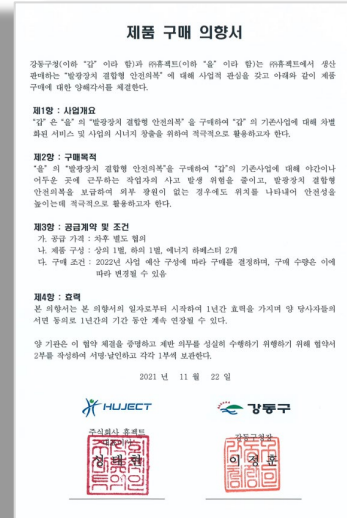 제품 구매 의향서
강동구청(이하 "갑" 이라 함)과 ㈜휴젝트(이하 "을" 이라 함)는 ㈜휴젝트에서 생산
판매하는 "발광장치 결합형 안전의복" 에 대해 사업적 관심을 갖고 아래와 같이 제품
구매에 대한 양해각서를 체결한다.
제1항 : 사업개요
"갑" 은 "을" 의 "발광장치 결합형 안전의복" 을 구매하여 "갑" 의 기존사업에 대해 차별
화된 서비스 및 사업의 시너지 창출을 위하여 적극적으로 활용하고자 한다.
제2항 : 구매목적
"을" 의 "발광장치 결합형 안전의복"을 구매하여 "갑"의 기존사업에 대해 야간이나
어두운 곳에 근무하는 작업자의 사고 발생 위험을 줄이고, 발광장치 결합형
안전의복을 보급하여 외부 광원이 없는 경우에도 위치를 나타내어 안전성을
높이는데 적극적으로 활용하고자 한다.
제3항 : 공급계약 및 조건
가. 공급 가격 : 차후 별도 협의
나. 제품 구성 : 상의 1벌, 하의 1벌, 에너지 하베스터 2개
다. 구매 조건 : 2022년 사업 예산 구성에 따라 구매를 결정하며, 구매 수량은 이에
따라 변경될 수 있음
제4항 : 효력
본 의향서는 본 의향서의 일자로부터 시작하여 1년간 효력을 가지며 양 당사자들의
서면 동의로 1년간의 기간 동안 계속 연장될 수 있다.
양 기관은 이 협약 체결을 증명하고 제반 의무를 성실히 수행하기 위행하기 위해 협약서
2부를 작성하여 서명·날인하고 각각 1부씩 보관한다.
2021 년 11 월 22 일
HUJECT 강동구
주식회사 휴젝트 강동구청장
이 정 훈